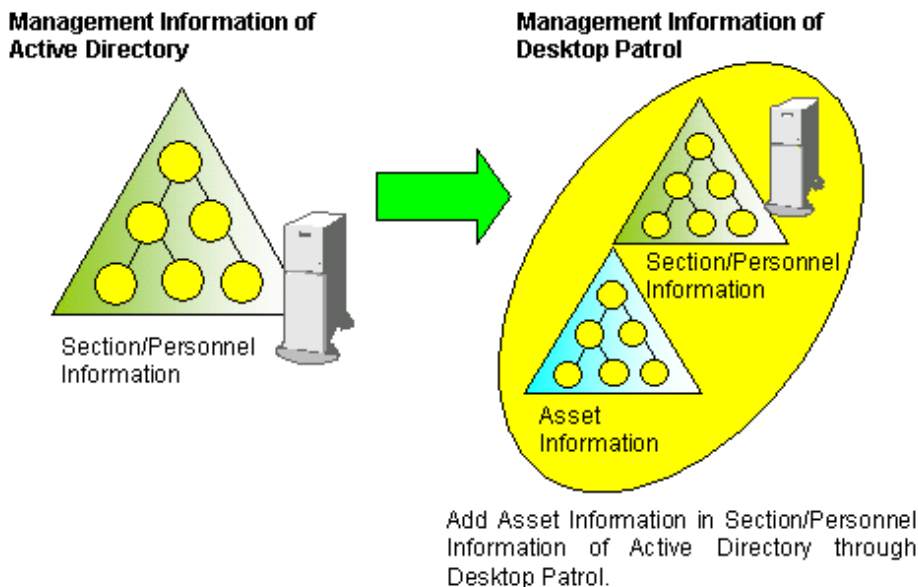 Management Information of
Active Directory
Management Information of
Desktop Patrol
Section/Personnel
Information
Section/Personnel
Information
Asset
Information
Add Asset Information in Section/Personnel
Information of Active Directory through
Desktop Patrol.